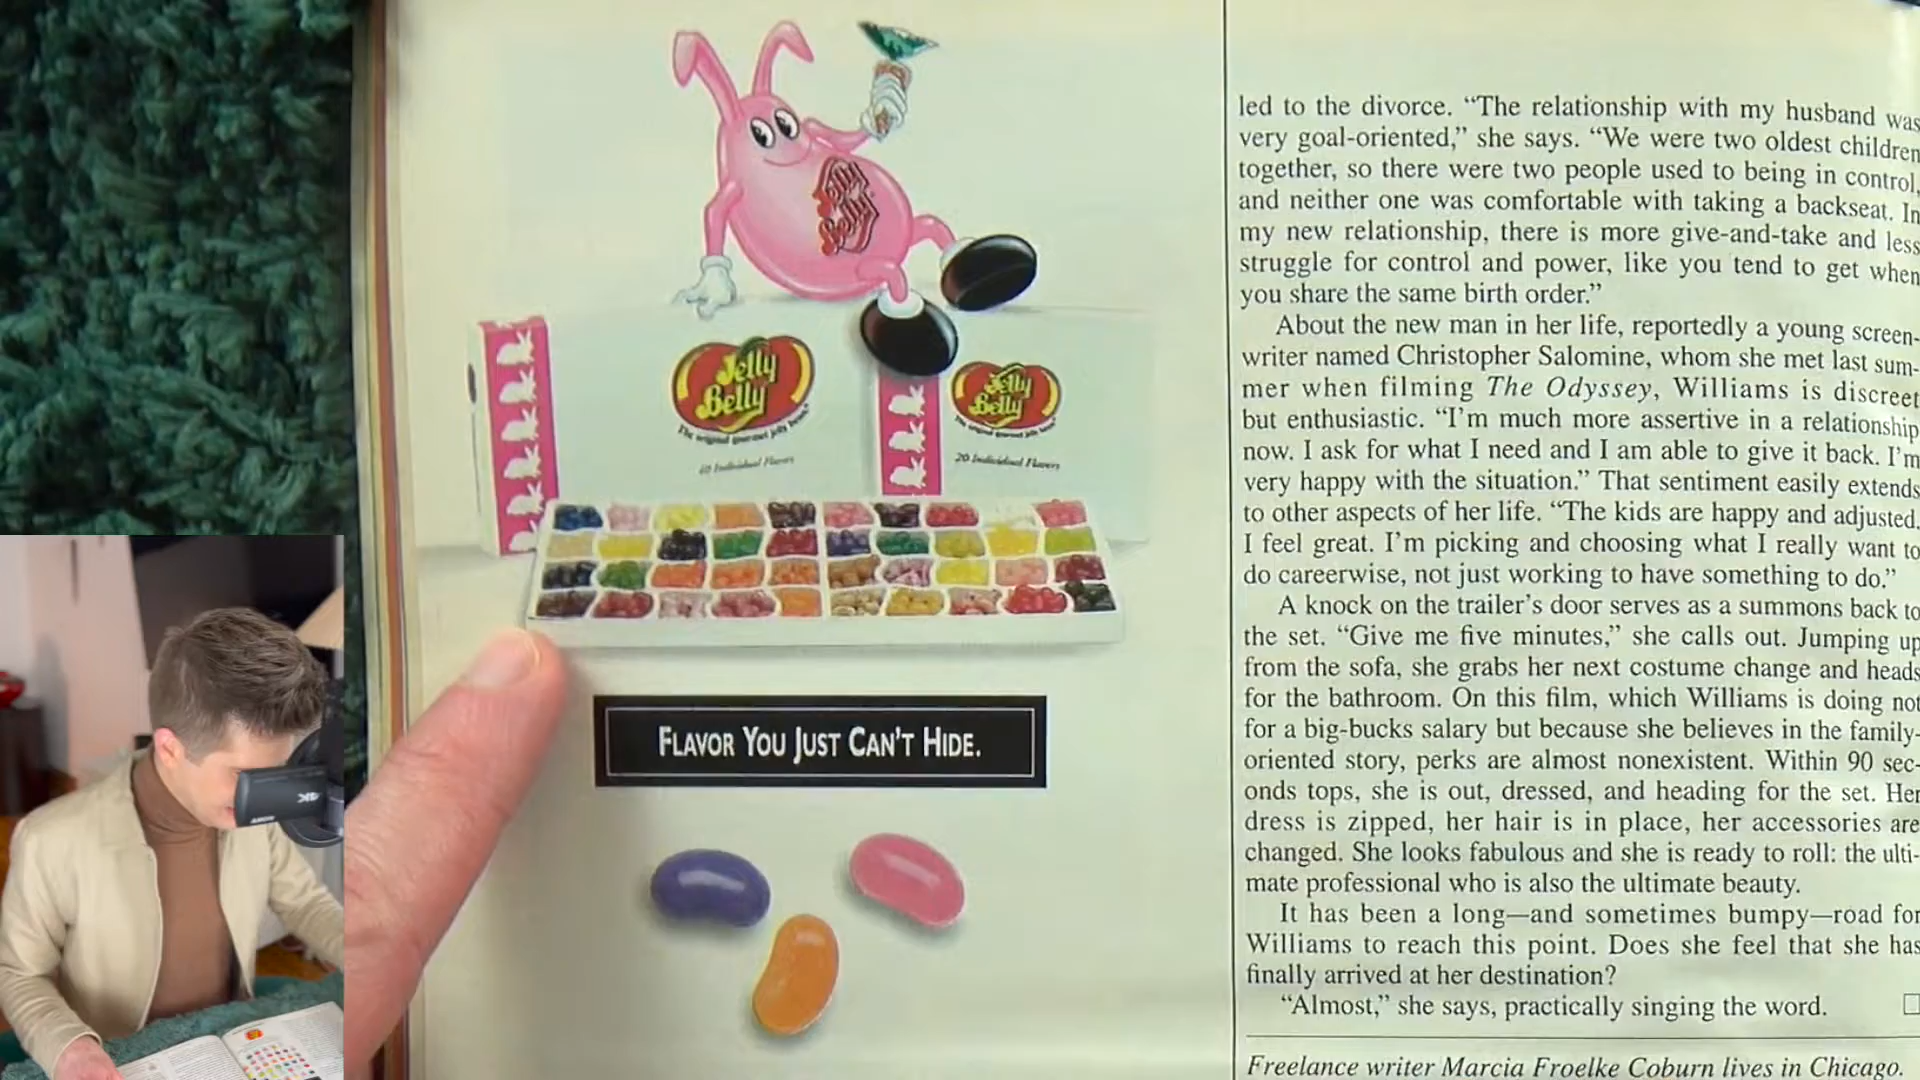 Jelly
Belly
Jelly
Belly
The original gourmet jelly bean
40 Individual Flavors
Jelly
Belly
The original gourmet jelly bean
20 Individual Flavors
FLAVOR YOU JUST CAN'T HIDE.
led to the divorce. “The relationship with my husband was
very goal-oriented,” she says. “We were two oldest children
together, so there were two people used to being in control,
and neither one was comfortable with taking a backseat. In
my new relationship, there is more give-and-take and less
struggle for control and power, like you tend to get when
you share the same birth order.”
About the new man in her life, reportedly a young screen-
writer named Christopher Salomine, whom she met last sum-
mer when filming The Odyssey, Williams is discreet
but enthusiastic. “I'm much more assertive in a relationship
now. I ask for what I need and I am able to give it back. I'm
very happy with the situation.” That sentiment easily extends
to other aspects of her life. “The kids are happy and adjusted.
I feel great. I'm picking and choosing what I really want to
do careerwise, not just working to have something to do.”
A knock on the trailer's door serves as a summons back to
the set. “Give me five minutes,” she calls out. Jumping up
from the sofa, she grabs her next costume change and heads
for the bathroom. On this film, which Williams is doing not
for a big-bucks salary but because she believes in the family-
oriented story, perks are almost nonexistent. Within 90 sec-
onds tops, she is out, dressed, and heading for the set. Her
dress is zipped, her hair is in place, her accessories are
changed. She looks fabulous and she is ready to roll: the ulti-
mate professional who is also the ultimate beauty.
It has been a long—and sometimes bumpy—road for
Williams to reach this point. Does she feel that she has
finally arrived at her destination?
“Almost,” she says, practically singing the word.
Freelance writer Marcia Froelke Coburn lives in Chicago.